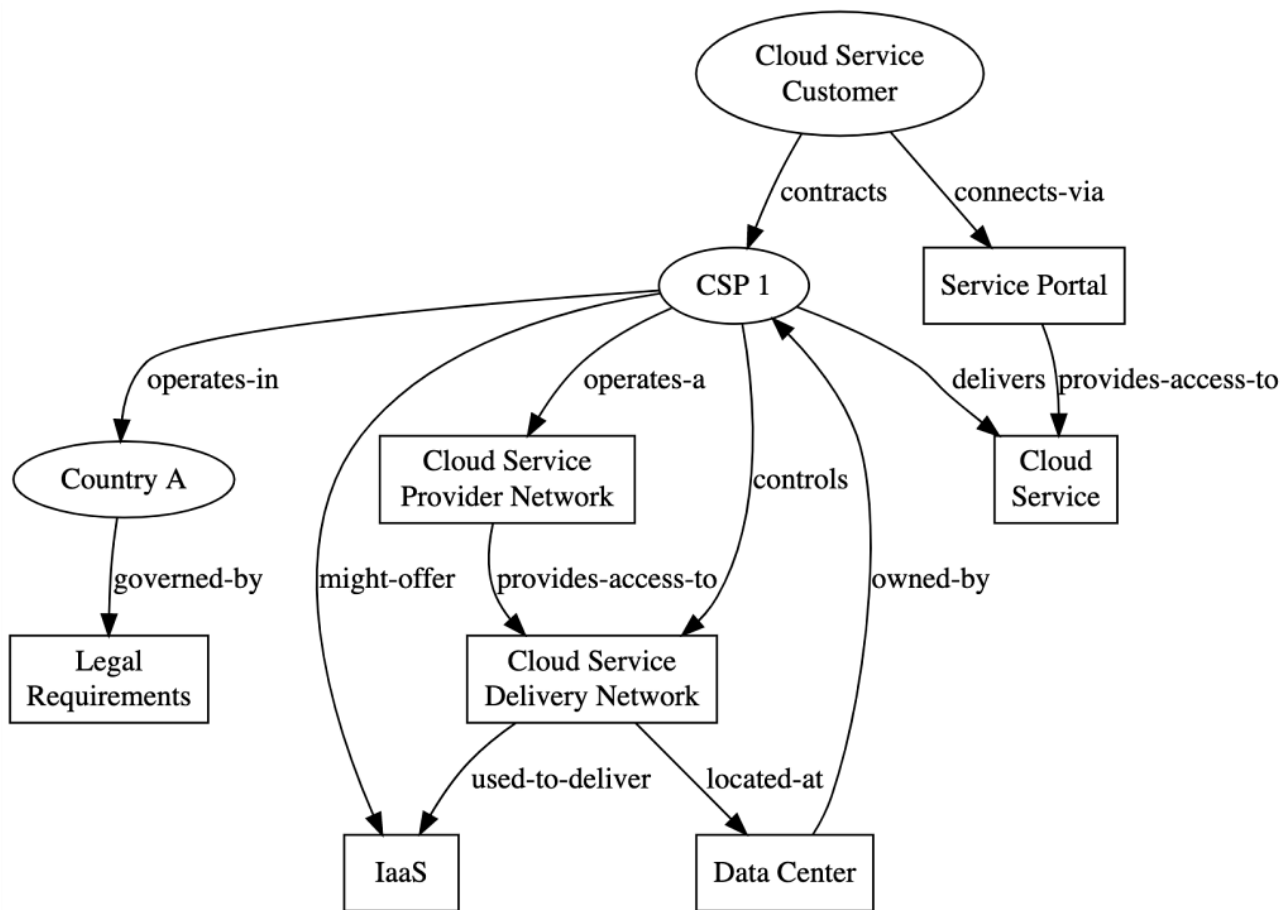 Cloud Service
Customer
contracts
connects-via
CSP 1
Service Portal
operates-in
operates-a
delivers
provides-access-to
Country A
Cloud Service
Provider Network
controls
Cloud
Service
governed-by
might-offer
provides-access-to
owned-by
Legal
Requirements
Cloud Service
Delivery Network
used-to-deliver
located-at
IaaS
Data Center